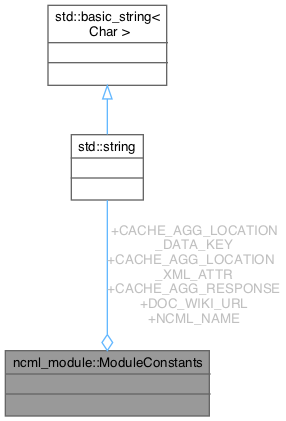 std::basic_string<
Char >
std::string
+CACHE_AGG_LOCATION
_DATA_KEY
+CACHE_AGG_LOCATION
_XML_ATTR
+CACHE_AGG_RESPONSE
+DOC_WIKI_URL
+NCML_NAME
ncml_module::ModuleConstants